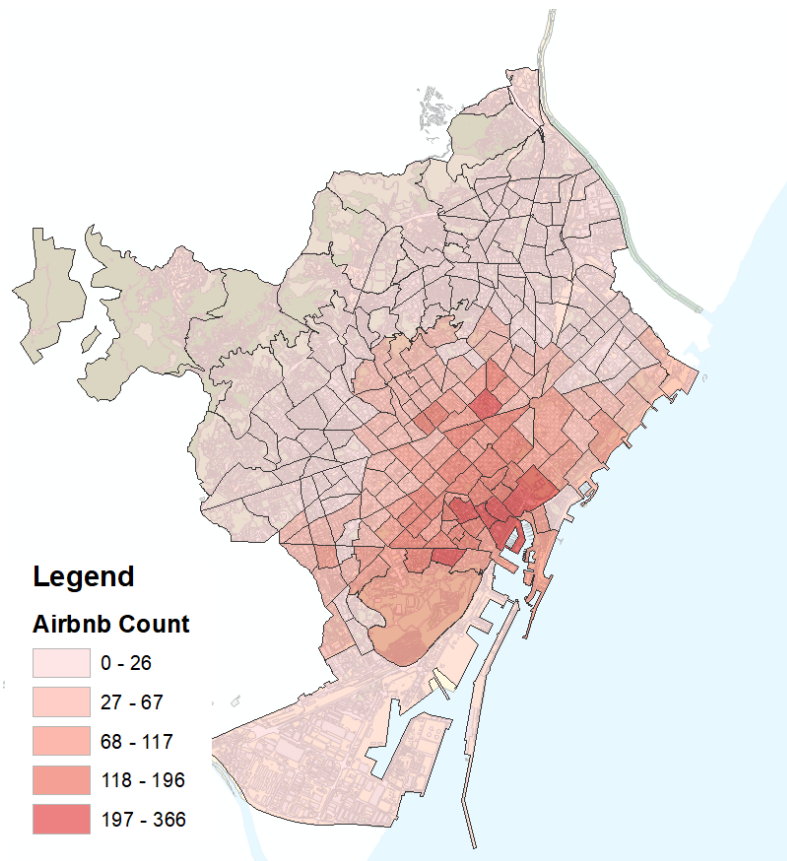 Legend
Airbnb Count
0 - 26
27 - 67
68 - 117
118 - 196
197 - 366